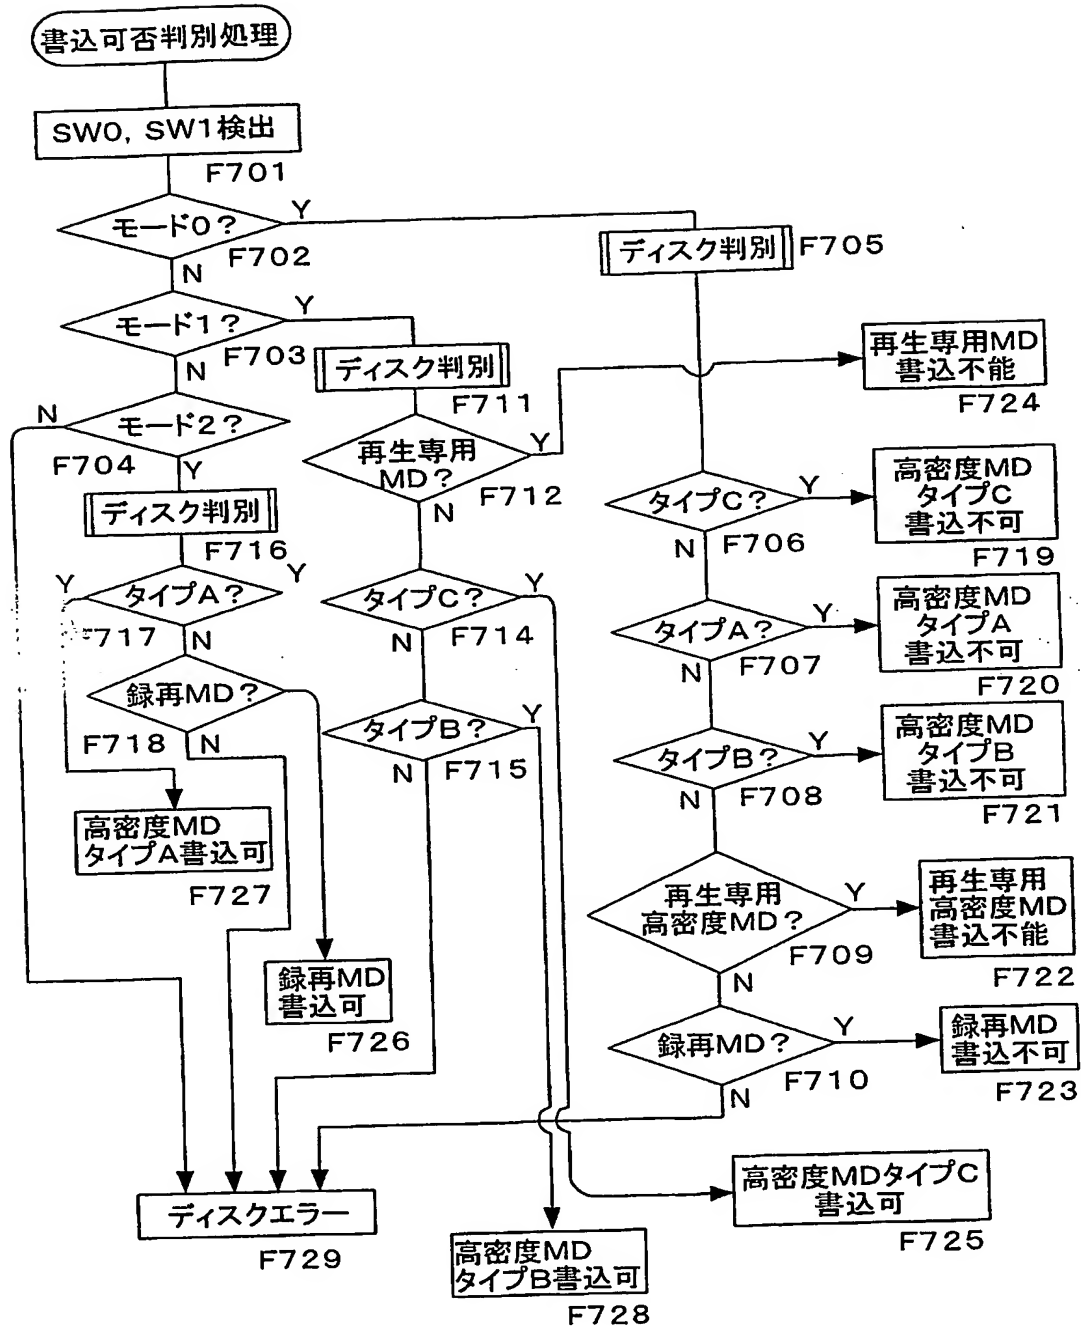 書込可否判別処理
SW0, SW1検出
F701
モード0?
Y
F702
N
ディスク判別
F705
モード1?
Y
F703
N
ディスク判別
F711
再生専用MD
書込不能
F724
モード2?
N
F704
Y
再生専用
MD?
Y
F712
N
ディスク判別
F716
タイプC?
Y
F706
N
高密度MD
タイプC
書込不可
F719
タイプA?
Y
Y
F717
N
タイプC?
Y
F714
N
タイプA?
Y
F707
N
高密度MD
タイプA
書込不可
F720
録再MD?
F718
N
タイプB?
Y
F715
N
タイプB?
Y
F708
N
高密度MD
タイプB
書込不可
F721
高密度MD
タイプA書込可
F727
再生専用
高密度MD?
Y
F709
N
再生専用
高密度MD
書込不能
F722
録再MD
書込可
F726
録再MD?
Y
F710
N
録再MD
書込不可
F723
ディスクエラー
F729
高密度MDタイプC
書込可
F725
高密度MD
タイプB書込可
F728